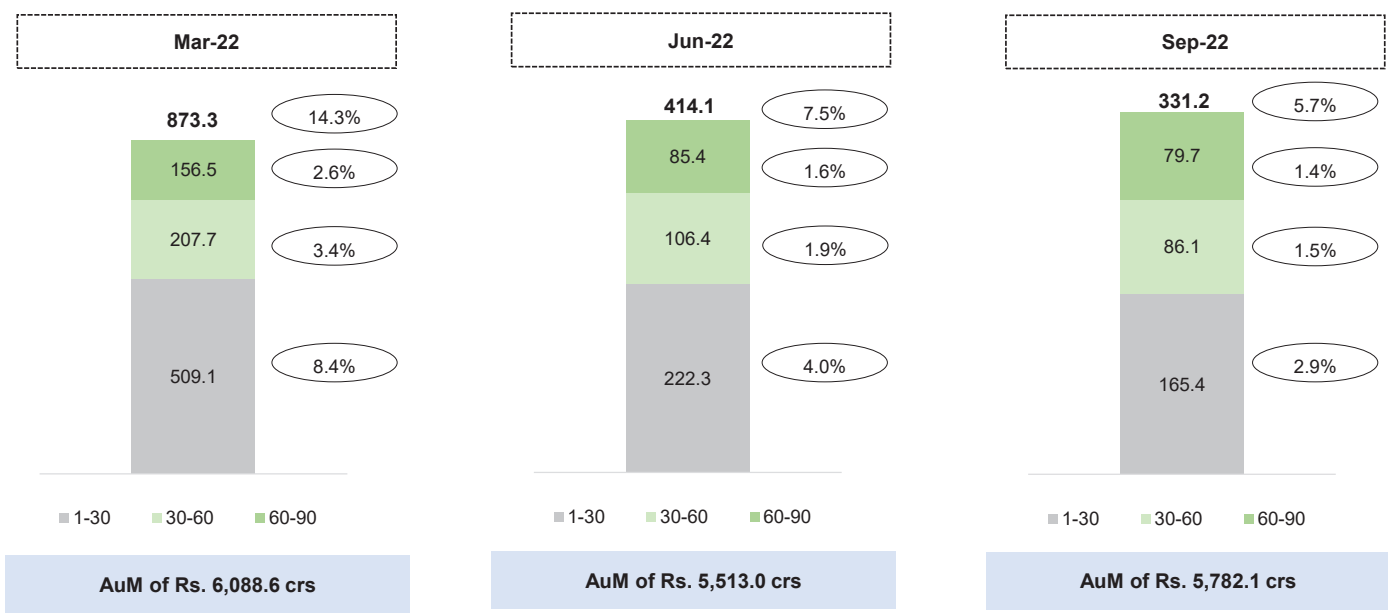 Mar-22
873.3
14.3%
156.5
2.6%
207.7
3.4%
509.1
8.4%
1-30 30-60 60-90
AuM of Rs. 6,088.6 crs
Jun-22
414.1
7.5%
85.4
1.6%
106.4
1.9%
222.3
4.0%
1-30 30-60 60-90
AuM of Rs. 5,513.0 crs
Sep-22
331.2
5.7%
79.7
1.4%
86.1
1.5%
165.4
2.9%
1-30 30-60 60-90
AuM of Rs. 5,782.1 crs